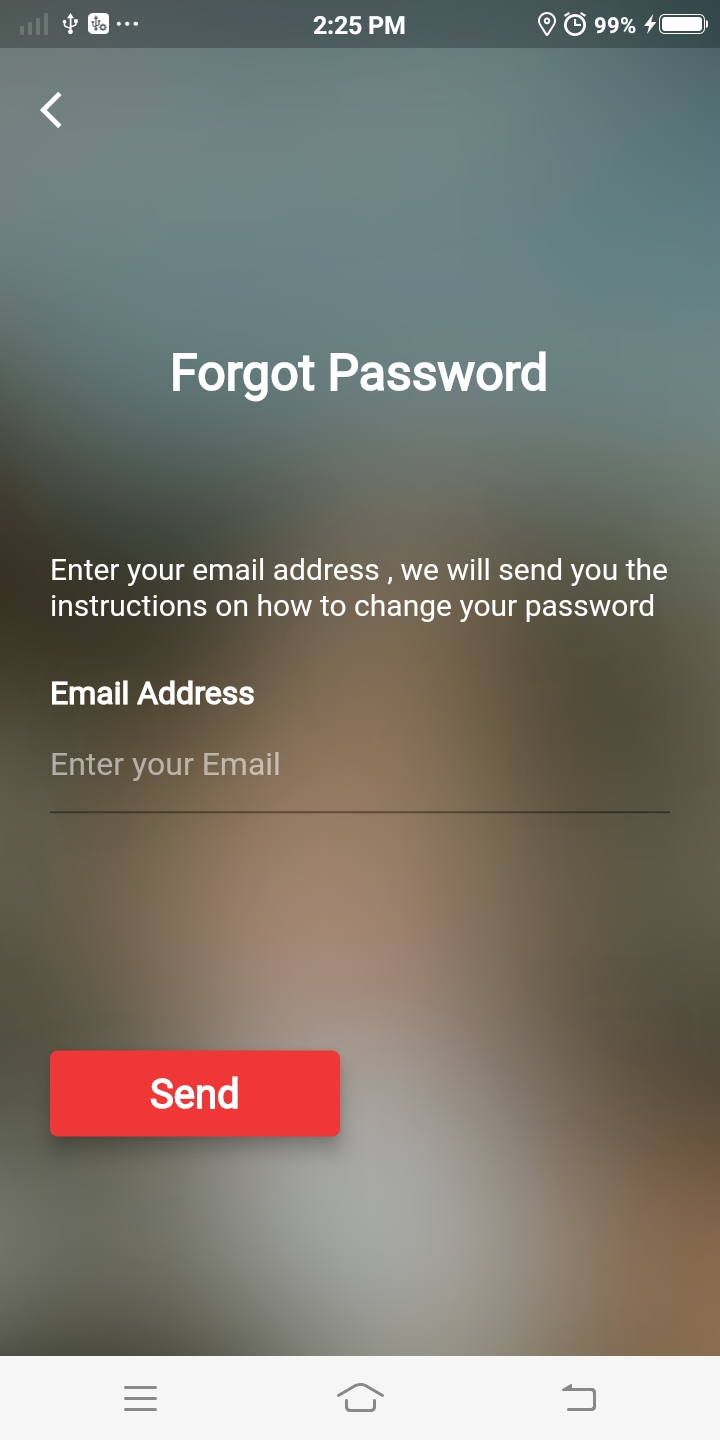 2:25 PM 99%
Forgot Password
Enter your email address , we will send you the
instructions on how to change your password
Email Address
Enter your Email
Send